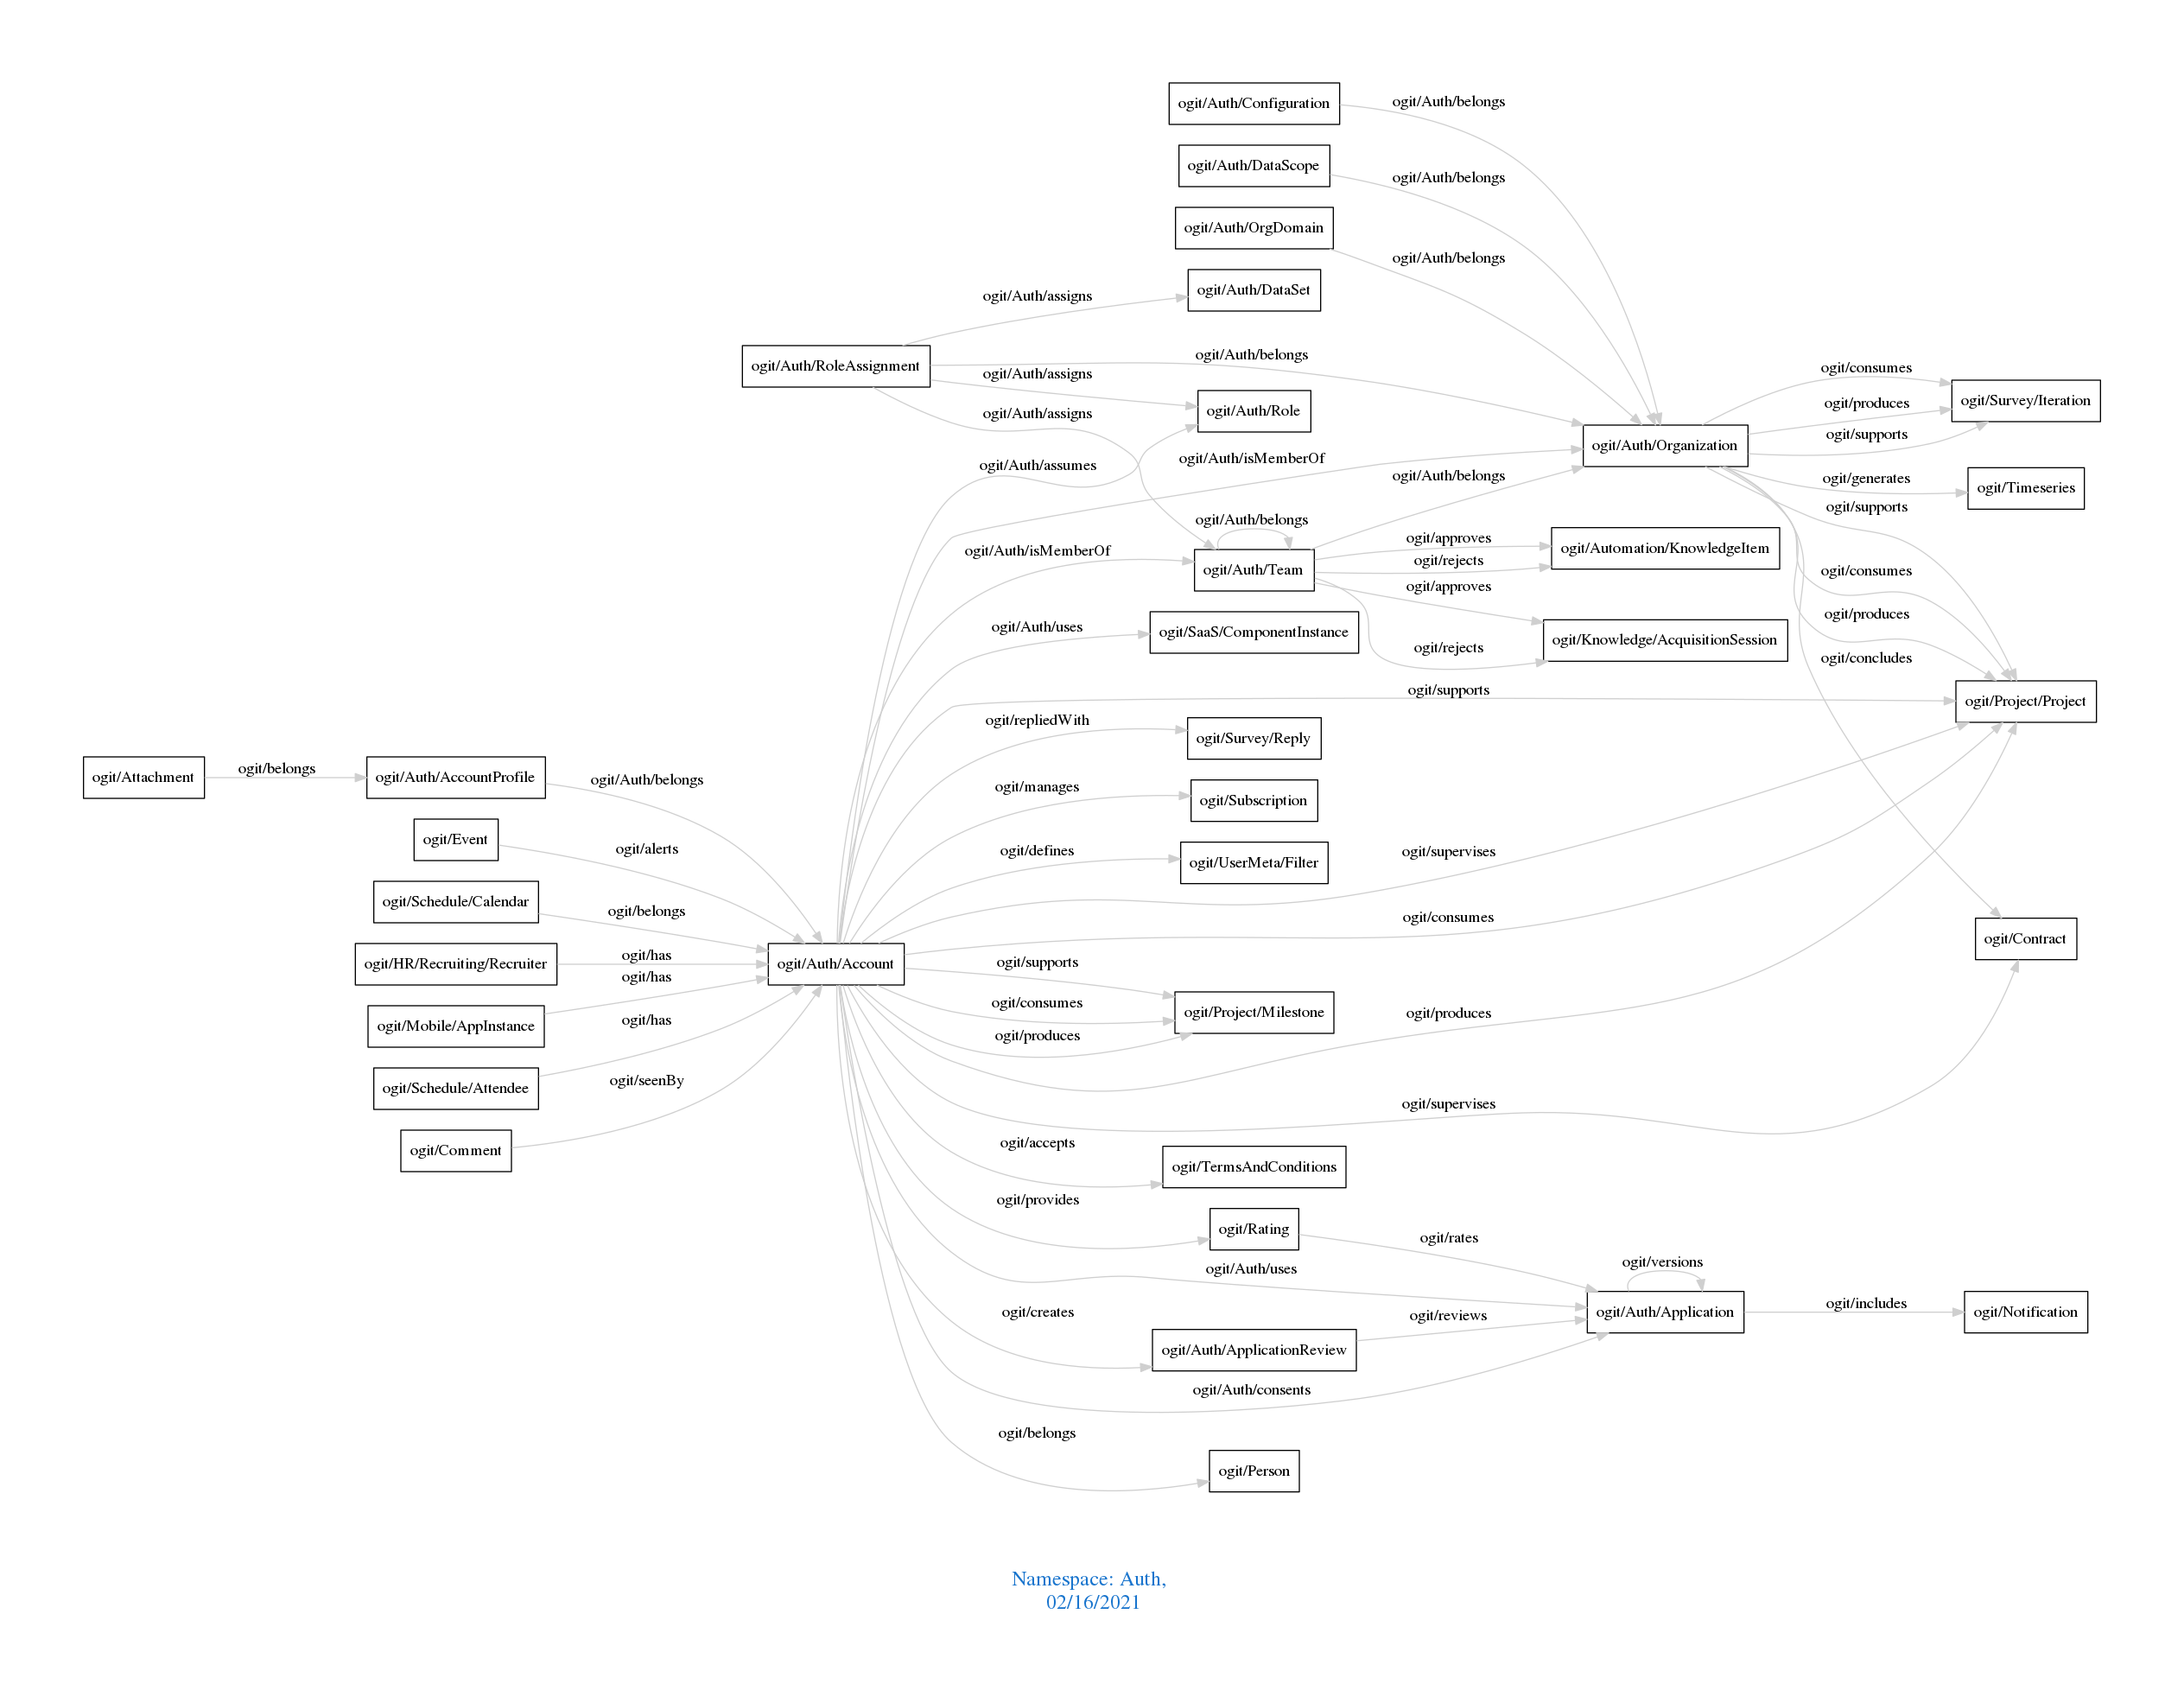 ogit/Auth/Configuration
ogit/Auth/belongs
ogit/Auth/DataScope
ogit/Auth/belongs
ogit/Auth/OrgDomain
ogit/Auth/belongs
ogit/Auth/DataSet
ogit/Auth/assigns
ogit/Auth/RoleAssignment
ogit/Auth/belongs
ogit/Auth/assigns
ogit/Auth/Role
ogit/Auth/assigns
ogit/Auth/assumes
ogit/Auth/isMemberOf
ogit/Auth/Organization
ogit/consumes
ogit/produces
ogit/supports
ogit/Survey/Iteration
ogit/generates
ogit/Timeseries
ogit/supports
ogit/Auth/belongs
ogit/Auth/belongs
ogit/Auth/isMemberOf
ogit/Auth/Team
ogit/approves
ogit/rejects
ogit/Automation/KnowledgeItem
ogit/approves
ogit/rejects
ogit/Knowledge/AcquisitionSession
ogit/consumes
ogit/produces
ogit/concludes
ogit/Auth/uses
ogit/SaaS/ComponentInstance
ogit/supports
ogit/Project/Project
ogit/repliedWith
ogit/Survey/Reply
ogit/manages
ogit/Subscription
ogit/defines
ogit/UserMeta/Filter
ogit/supervises
ogit/consumes
ogit/Contract
ogit/Attachment
ogit/belongs
ogit/Auth/AccountProfile
ogit/Auth/belongs
ogit/Event
ogit/alerts
ogit/Schedule/Calendar
ogit/belongs
ogit/HR/Recruiting/Recruiter
ogit/has
ogit/Auth/Account
ogit/has
ogit/Mobile/AppInstance
ogit/has
ogit/Schedule/Attendee
ogit/seenBy
ogit/Comment
ogit/supports
ogit/consumes
ogit/produces
ogit/Project/Milestone
ogit/produces
ogit/supervises
ogit/accepts
ogit/TermsAndConditions
ogit/provides
ogit/Rating
ogit/rates
ogit/Auth/uses
ogit/versions
ogit/Auth/Application
ogit/includes
ogit/Notification
ogit/creates
ogit/Auth/ApplicationReview
ogit/reviews
ogit/Auth/consents
ogit/belongs
ogit/Person
Namespace: Auth,
02/16/2021